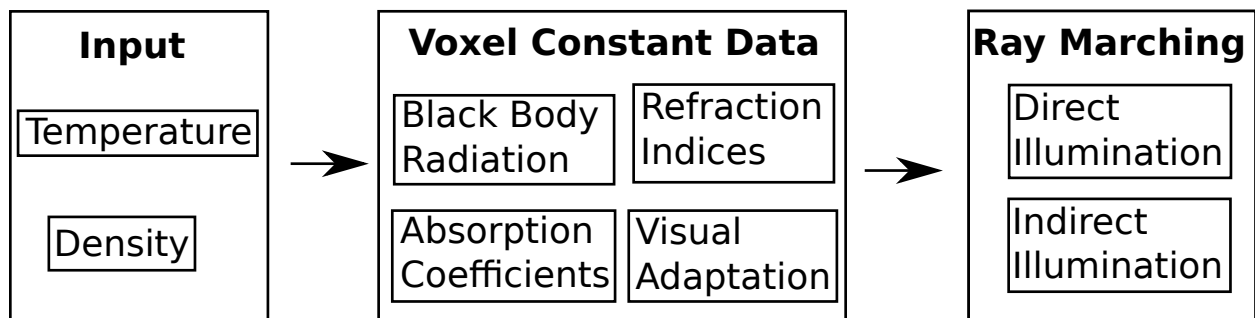 Input
Temperature
Density
Voxel Constant Data
Black Body
Radiation
Refraction
Indices
Absorption
Coefficients
Visual
Adaptation
Ray Marching
Direct
Illumination
Indirect
Illumination